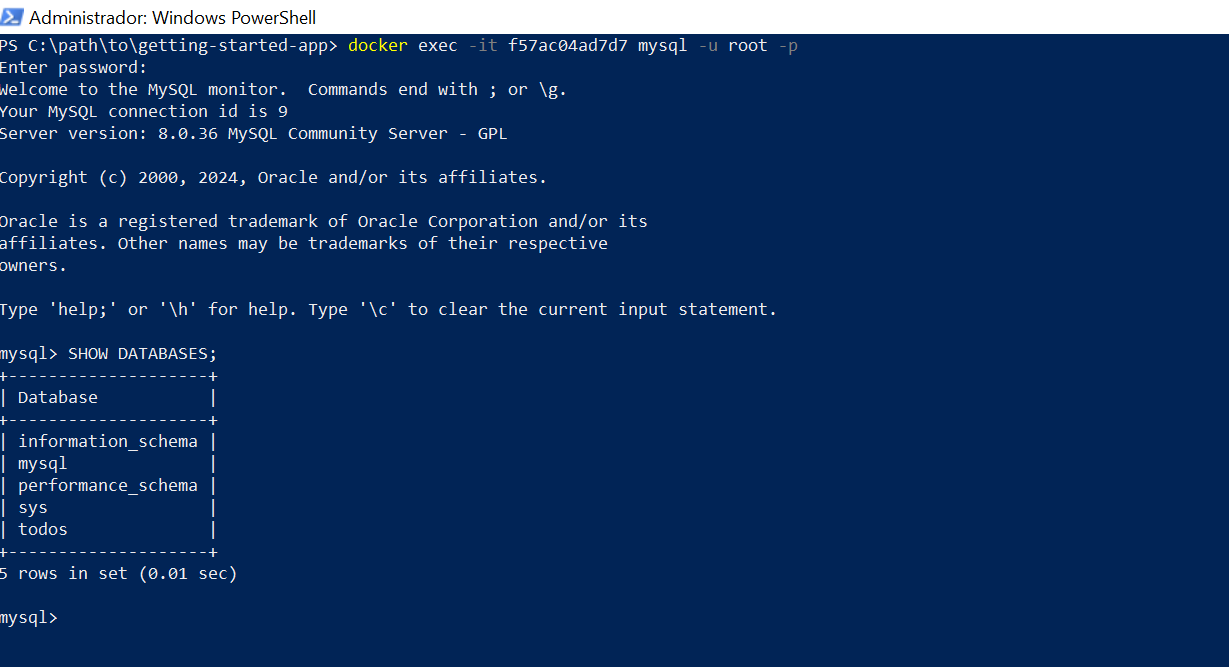 Administrador: Windows PowerShell
PS C:\path\to\getting-started-app> docker exec -it f57ac04ad7d7 mysql -u root -p
Enter password:
Welcome to the MySQL monitor.  Commands end with ; or \g.
Your MySQL connection id is 9
Server version: 8.0.36 MySQL Community Server - GPL

Copyright (c) 2000, 2024, Oracle and/or its affiliates.

Oracle is a registered trademark of Oracle Corporation and/or its
affiliates. Other names may be trademarks of their respective
owners.

Type 'help;' or '\h' for help. Type '\c' to clear the current input statement.

mysql> SHOW DATABASES;
+--------------------+
| Database           |
+--------------------+
| information_schema |
| mysql              |
| performance_schema |
| sys                |
| todos              |
+--------------------+
5 rows in set (0.01 sec)

mysql>